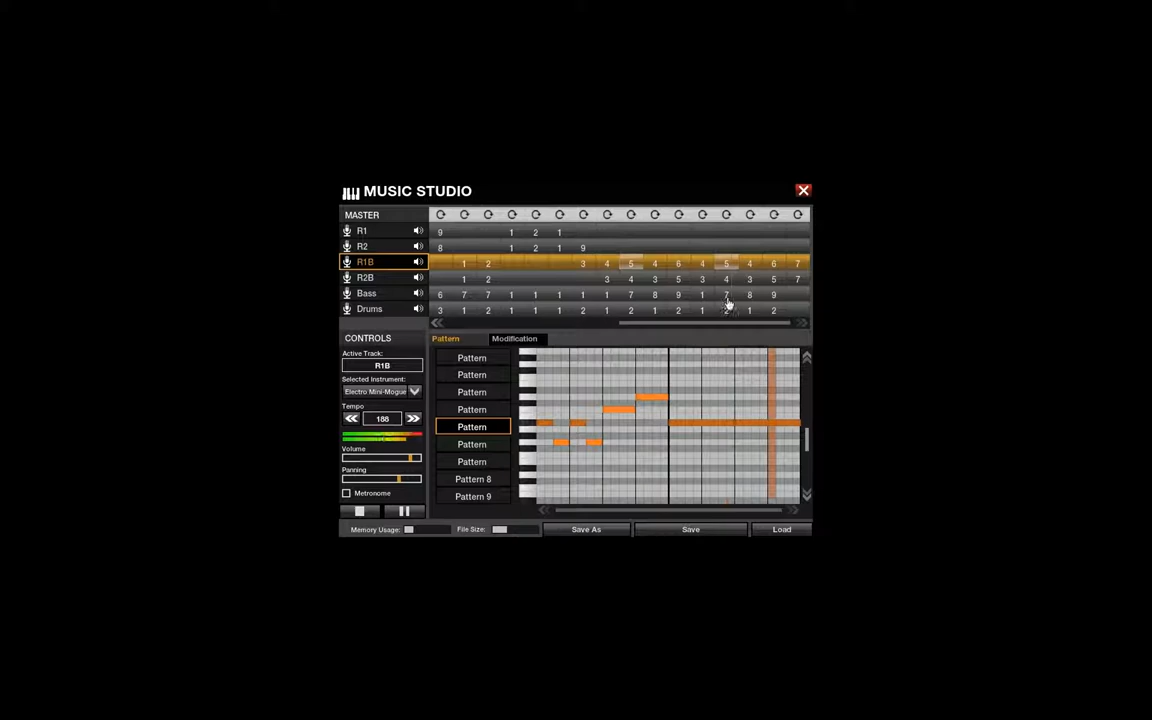 MUSIC STUDIO
MASTER
R1 9 1 2 1
R2 8 1 2 1 9
R1B 1 2 3 4 5 4 6 4 5 4 6 7
R2B 1 2 3 4 3 5 3 4 3 5 7
Bass 6 7 7 1 1 1 1 7 8 9 1 7 8 9
Drums 3 1 2 1 1 1 2 1 2 1 2 1 2 1 2
CONTROLS
Pattern Modification
Active Track:
R1B
Selected Instrument:
Electro Mini-Mogue
Tempo
186
Volume
Panning
Metronome
Pattern
Pattern
Pattern
Pattern
Pattern
Pattern
Pattern
Pattern 8
Pattern 9
Memory Usage: File Size: Save As Save Load